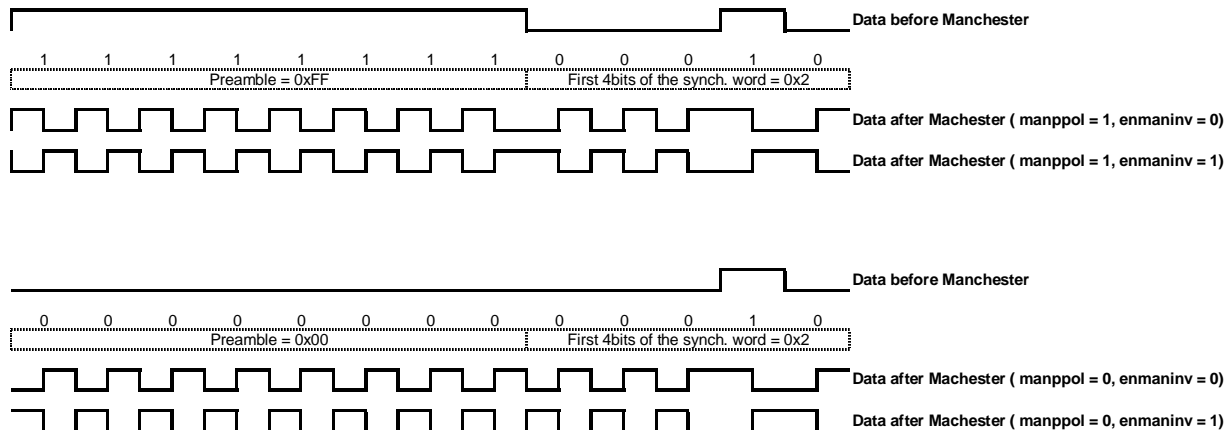 Data before Manchester
1 1 1 1 1 1 1 1 0 0 0 1 0
Preamble = 0xFF First 4bits of the synch. word = 0x2
Data after Machester ( manppol = 1, enmaninv = 0)
Data after Machester ( manppol = 1, enmaninv = 1)
Data before Manchester
0 0 0 0 0 0 0 0 0 0 0 1 0
Preamble = 0x00 First 4bits of the synch. word = 0x2
Data after Machester ( manppol = 0, enmaninv = 0)
Data after Machester ( manppol = 0, enmaninv = 1)